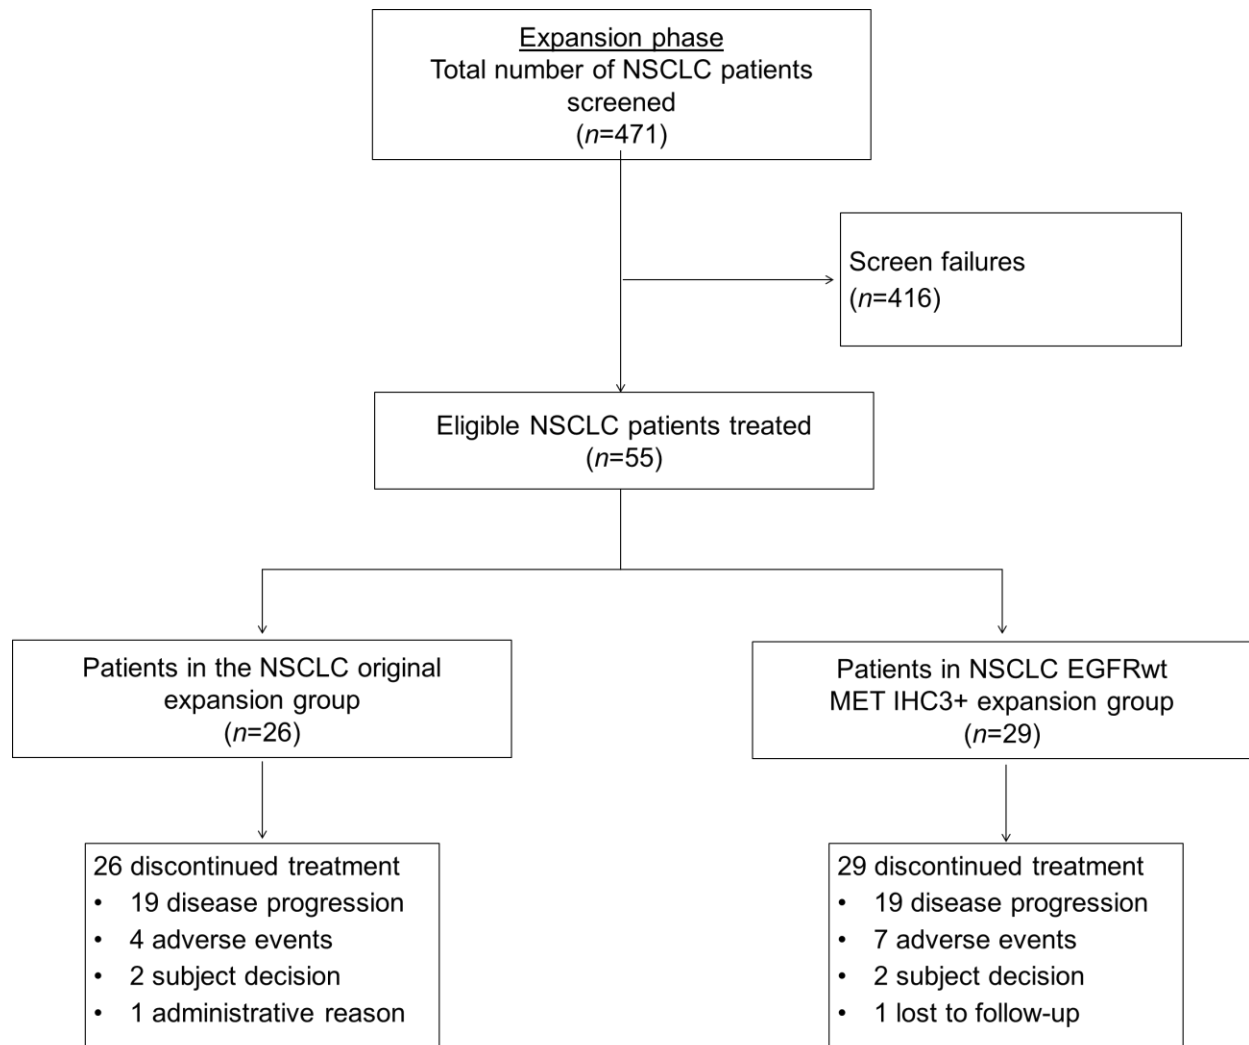 Expansion phase
Total number of NSCLC patients
screened
(n=471)
Screen failures
(n=416)
Eligible NSCLC patients treated
(n=55)
Patients in the NSCLC original
expansion group
(n=26)
Patients in NSCLC EGFRwt
MET IHC3+ expansion group
(n=29)
26 discontinued treatment
• 19 disease progression
• 4 adverse events
• 2 subject decision
• 1 administrative reason
29 discontinued treatment
• 19 disease progression
• 7 adverse events
• 2 subject decision
• 1 lost to follow-up